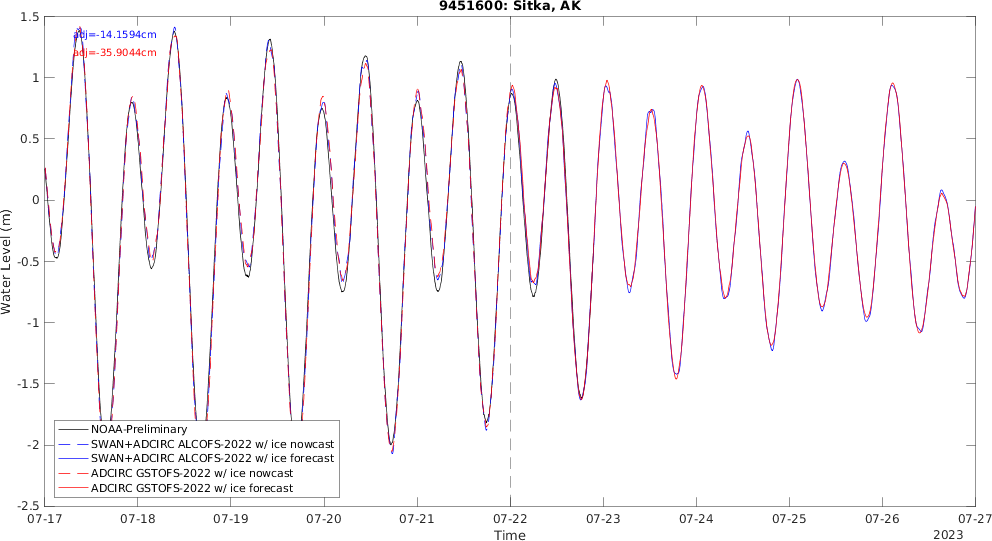 9451600: Sitka, AK
adj=-14.1594cm
adj=-35.9044cm
Water Level (m)
1.5
1
0.5
0
-0.5
-1
-1.5
-2
-2.5
NOAA-Preliminary
SWAN+ADCIRC ALCOFS-2022 w/ ice nowcast
SWAN+ADCIRC ALCOFS-2022 w/ ice forecast
ADCIRC GSTOFS-2022 w/ ice nowcast
ADCIRC GSTOFS-2022 w/ ice forecast
07-17 07-18 07-19 07-20 07-21 07-22 07-23 07-24 07-25 07-26 07-27
Time
2023